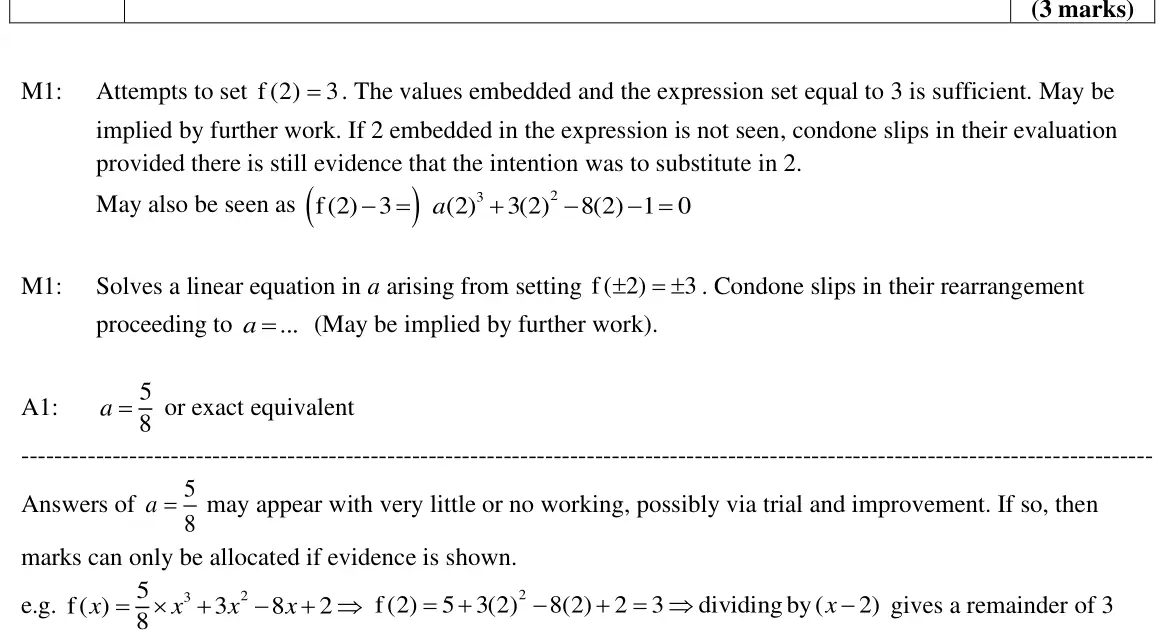 (3 marks)
M1: Attempts to set f(2) = 3. The values embedded and the expression set equal to 3 is sufficient. May be
implied by further work. If 2 embedded in the expression is not seen, condone slips in their evaluation
provided there is still evidence that the intention was to substitute in 2.
May also be seen as (f(2) − 3 =) a(2)³ + 3(2)² − 8(2) − 1 = 0
M1: Solves a linear equation in a arising from setting f(±2) = ±3. Condone slips in their rearrangement
proceeding to a = ... (May be implied by further work).
A1: a = 5/8 or exact equivalent
Answers of a = 5/8 may appear with very little or no working, possibly via trial and improvement. If so, then
marks can only be allocated if evidence is shown.
e.g. f(x) = 5/8 × x³ + 3x² − 8x + 2 ⇒ f(2) = 5 + 3(2)² − 8(2) + 2 = 3 ⇒ dividing by (x − 2) gives a remainder of 3